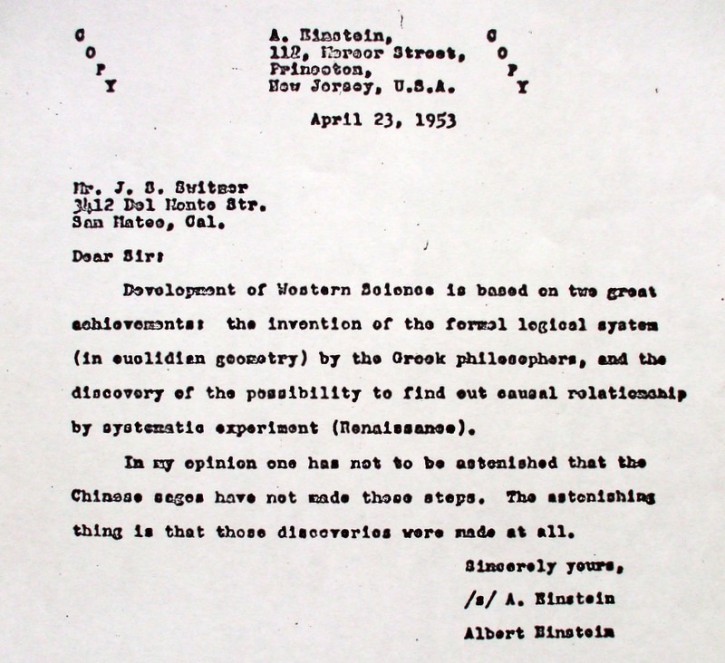 COPY
COPY
A. Einstein,
112, Mercer Street,
Princeton,
New Jersey, U.S.A.
April 23, 1953
Mr. J. S. Switzer
3412 Del Monte Str.
San Mateo, Cal.
Dear Sir:
Development of Western Science is based on two great
achievements: the invention of the formal logical system
(in euclidian geometry) by the Greek philosophers, and the
discovery of the possibility to find out causal relationship
by systematic experiment (Renaissance).
In my opinion one has not to be astonished that the
Chinese sages have not made those steps. The astonishing
thing is that those discoveries were made at all.
Sincerely yours,
/s/ A. Einstein
Albert Einstein